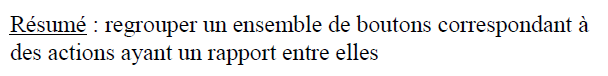 Résumé : regrouper un ensemble de boutons correspondant à
des actions ayant un rapport entre elles